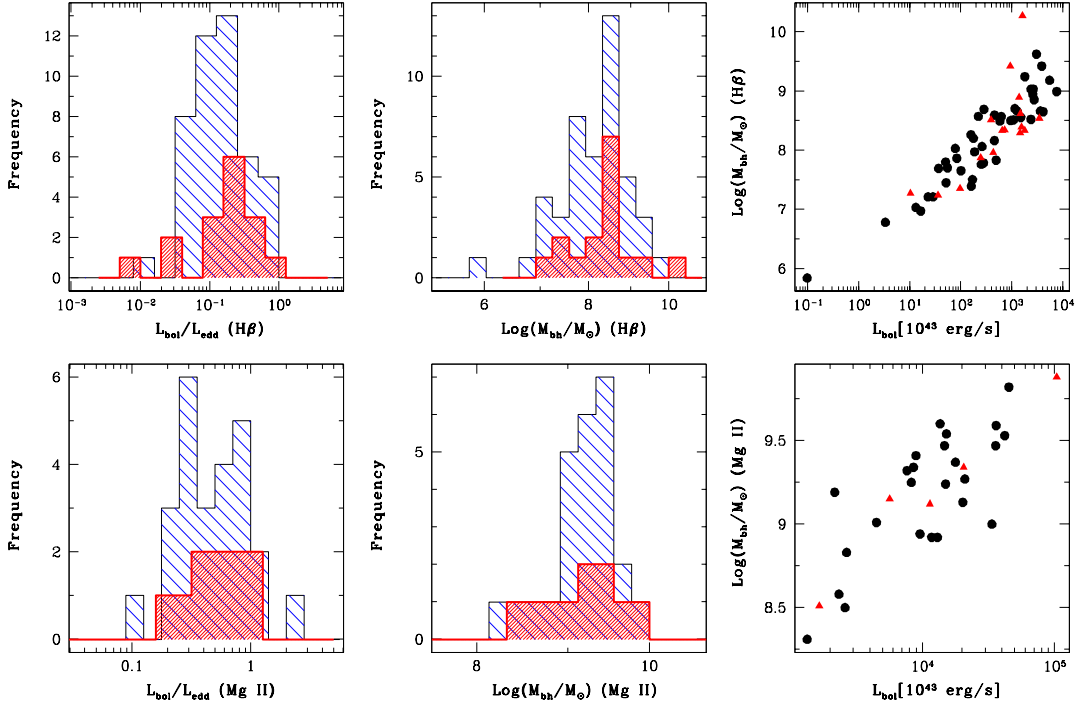 Frequency
12
10
8
6
4
2
0
10⁻³ 10⁻² 10⁻¹ 10⁰
L_bol/L_edd (Hβ)
Frequency
10
5
0
6 8 10
Log(M_bh/M_⊙) (Hβ)
Log(M_bh/M_⊙) (Hβ)
10
9
8
7
6
10⁻¹ 10⁰ 10¹ 10² 10³ 10⁴
L_bol[10⁴³ erg/s]
Frequency
6
4
2
0
0.1 1
L_bol/L_edd (Mg II)
Frequency
5
0
8 10
Log(M_bh/M_⊙) (Mg II)
Log(M_bh/M_⊙) (Mg II)
9.5
9
8.5
10⁴ 10⁵
L_bol[10⁴³ erg/s]